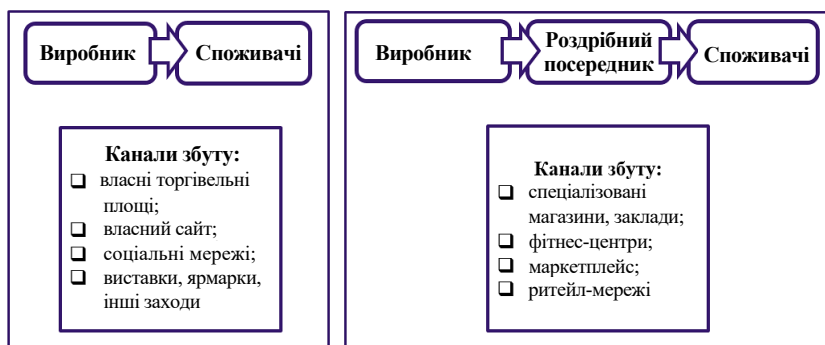 Виробник
Споживачі
Канали збуту:
❑ власні торгівельні
площі;
❑ власний сайт;
❑ соціальні мережі;
❑ виставки, ярмарки,
інші заходи
Виробник
Роздрібний
посередник
Споживачі
Канали збуту:
❑ спеціалізовані
магазини, заклади;
❑ фітнес-центри;
❑ маркетплейс;
❑ ритейл-мережі